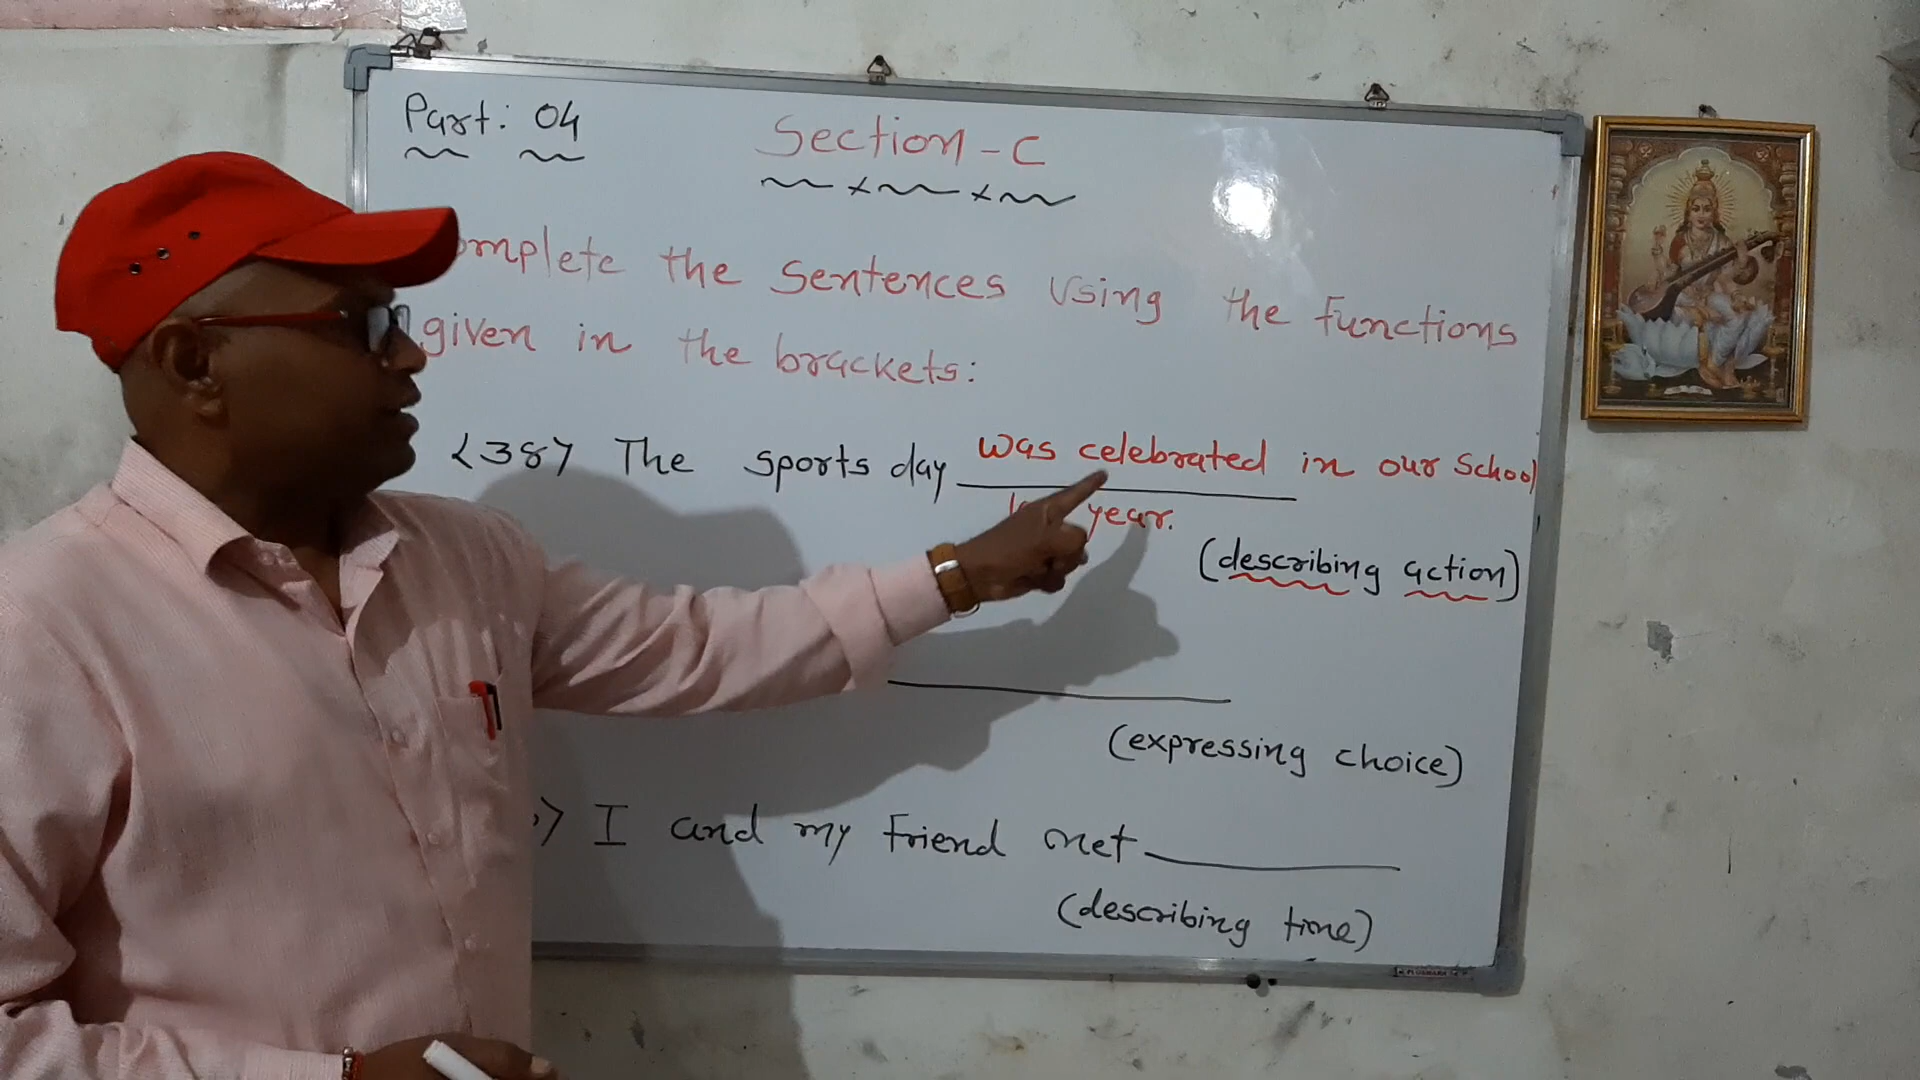 Part: 04
Section - C
omplete the sentences Using the functions
given in the brackets:
<38> The sports day was celebrated in our School
year.
(describing action)
(expressing choice)
> I and my friend met
(describing time)